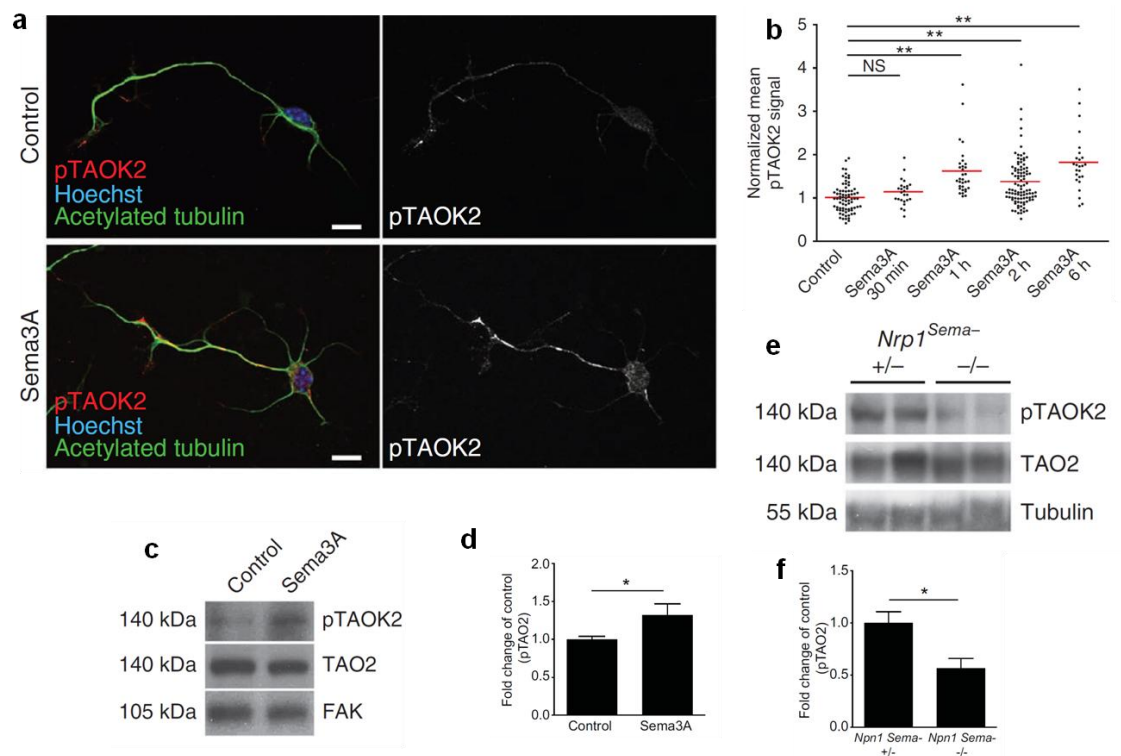 a
Control
pTAOK2
Hoechst
Acetylated tubulin
pTAOK2
Sema3A
pTAOK2
Hoechst
Acetylated tubulin
pTAOK2
b
Normalized mean
pTAOK2 signal
5
4
3
2
1
0
**
**
**
NS
Control
Sema3A
30 min
Sema3A
1 h
Sema3A
2 h
Sema3A
6 h
c
Control
Sema3A
140 kDa
pTAOK2
140 kDa
TAO2
105 kDa
FAK
d
Fold change of control
(pTAO2)
2.0
1.5
1.0
0.5
0.0
*
Control
Sema3A
e
Nrp1Sema–
+/–
–/–
140 kDa
pTAOK2
140 kDa
TAO2
55 kDa
Tubulin
f
Fold change of control
(pTAO2)
1.5
1.0
0.5
0.0
*
Npn1 Sema-
+/-
Npn1 Sema-
-/-